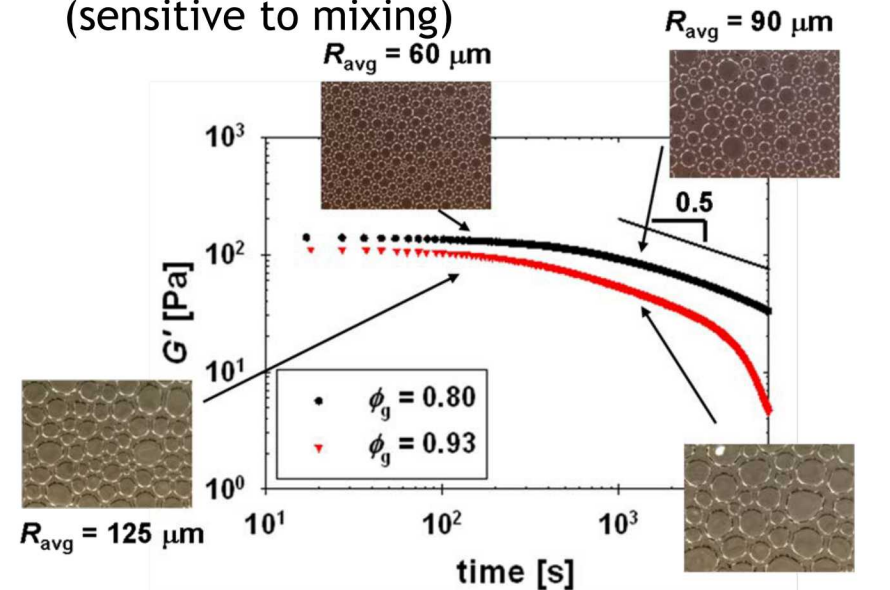 (sensitive to mixing)
R_avg = 60 μm
R_avg = 90 μm
10³
0.5
10²
G' [Pa]
10¹
ϕ_g = 0.80
ϕ_g = 0.93
10⁰
10¹
10²
10³
R_avg = 125 μm
time [s]